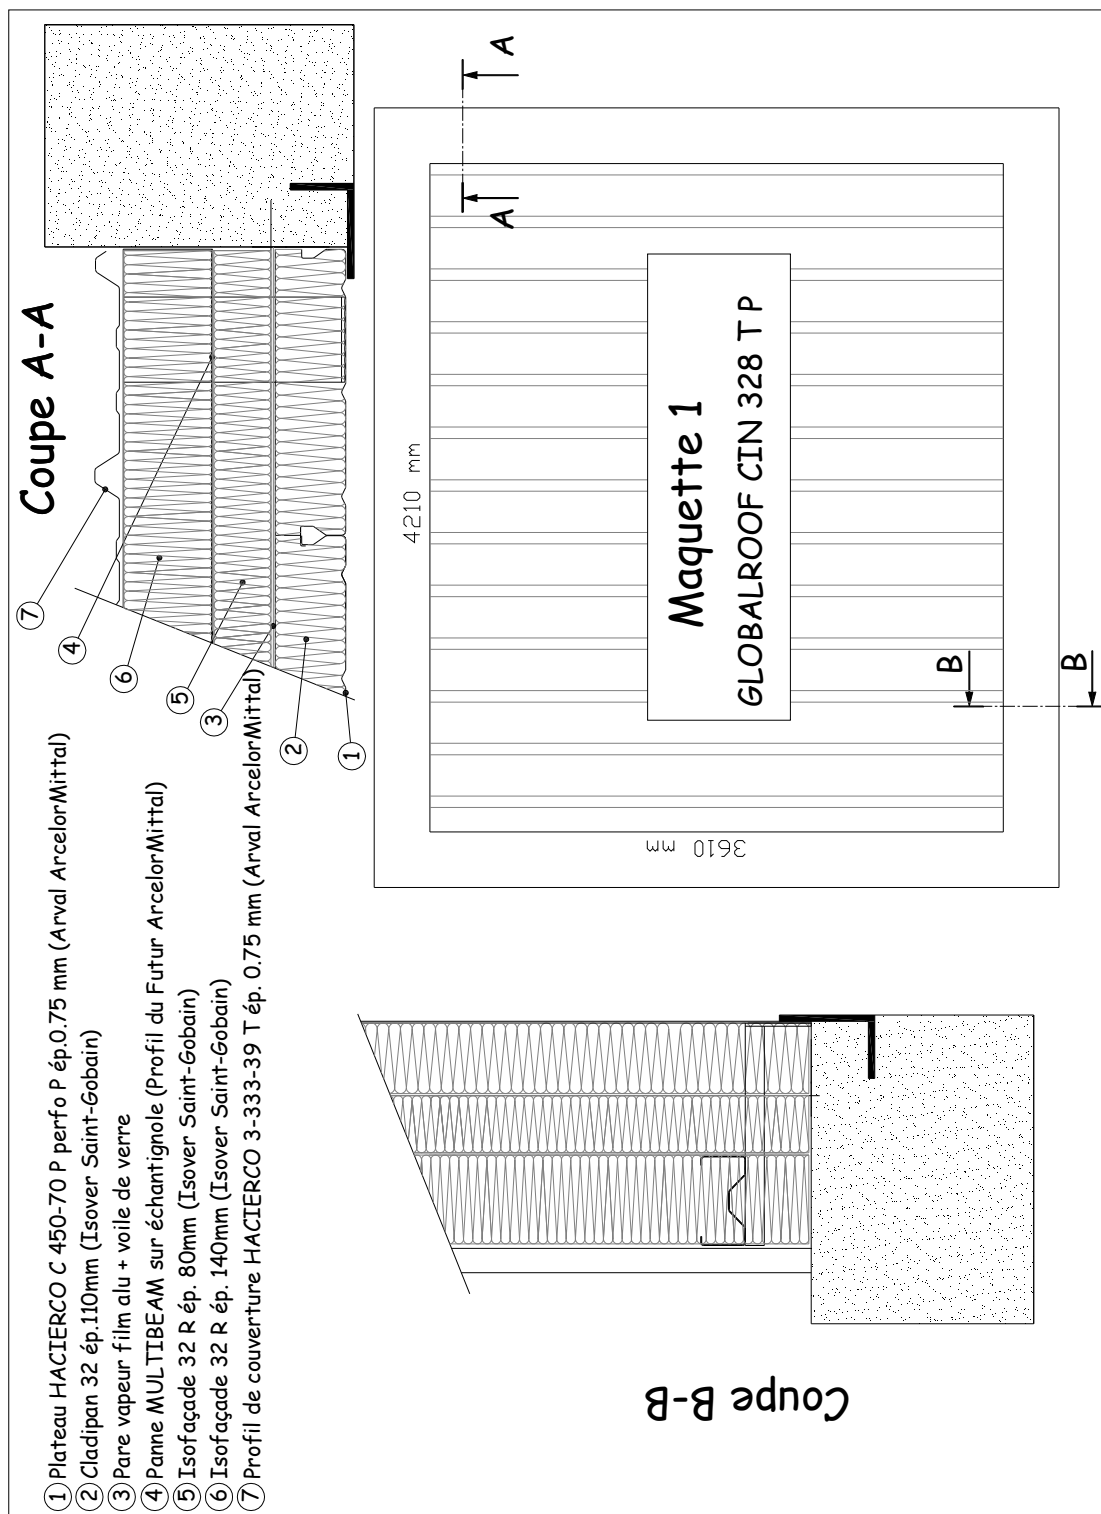 Coupe A-A
7
4
6
5
3
2
1
1 Plateau HACIERCO C 450-70 P perfo P ép.0.75 mm (Arval ArcelorMittal)
2 Cladipan 32 ép.110mm (Isover Saint-Gobain)
3 Pare vapeur film alu + voile de verre
4 Panne MULTIBEAM sur échantignole (Profil du Futur ArcelorMittal)
5 Isofaçade 32 R ép. 80mm (Isover Saint-Gobain)
6 Isofaçade 32 R ép. 140mm (Isover Saint-Gobain)
7 Profil de couverture HACIERCO 3-333-39 T ép. 0.75 mm (Arval ArcelorMittal)
A
A
4210 mm
Maquette 1
GLOBALROOF CIN 328 T P
3610 mm
B
B
Coupe B-B